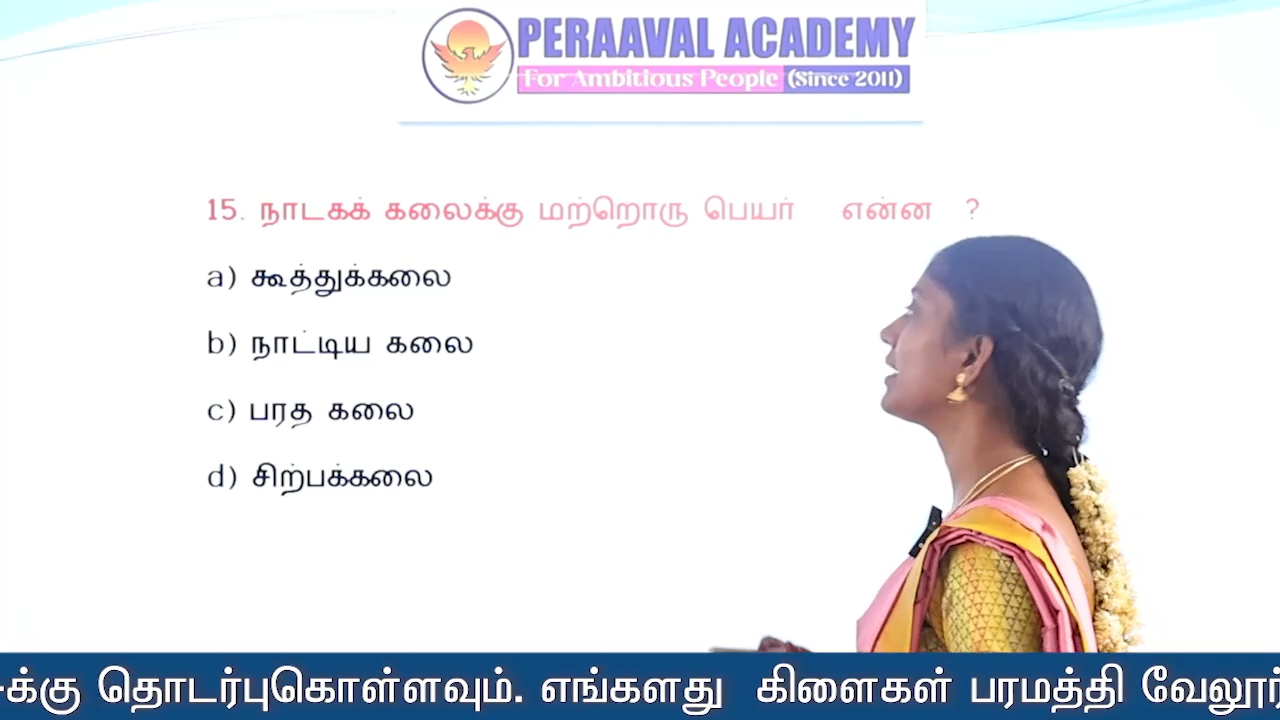 PERAAVAL ACADEMY
For Ambitious People (Since 2011)
15. நாடகக் கலைக்கு மற்றொரு பெயர் என்ன ?
a) கூத்துக்கலை
b) நாட்டிய கலை
c) பரத கலை
d) சிற்பக்கலை
க்கு தொடர்புகொள்ளவும். எங்களது கிளைகள் பரமத்தி வேலூர்